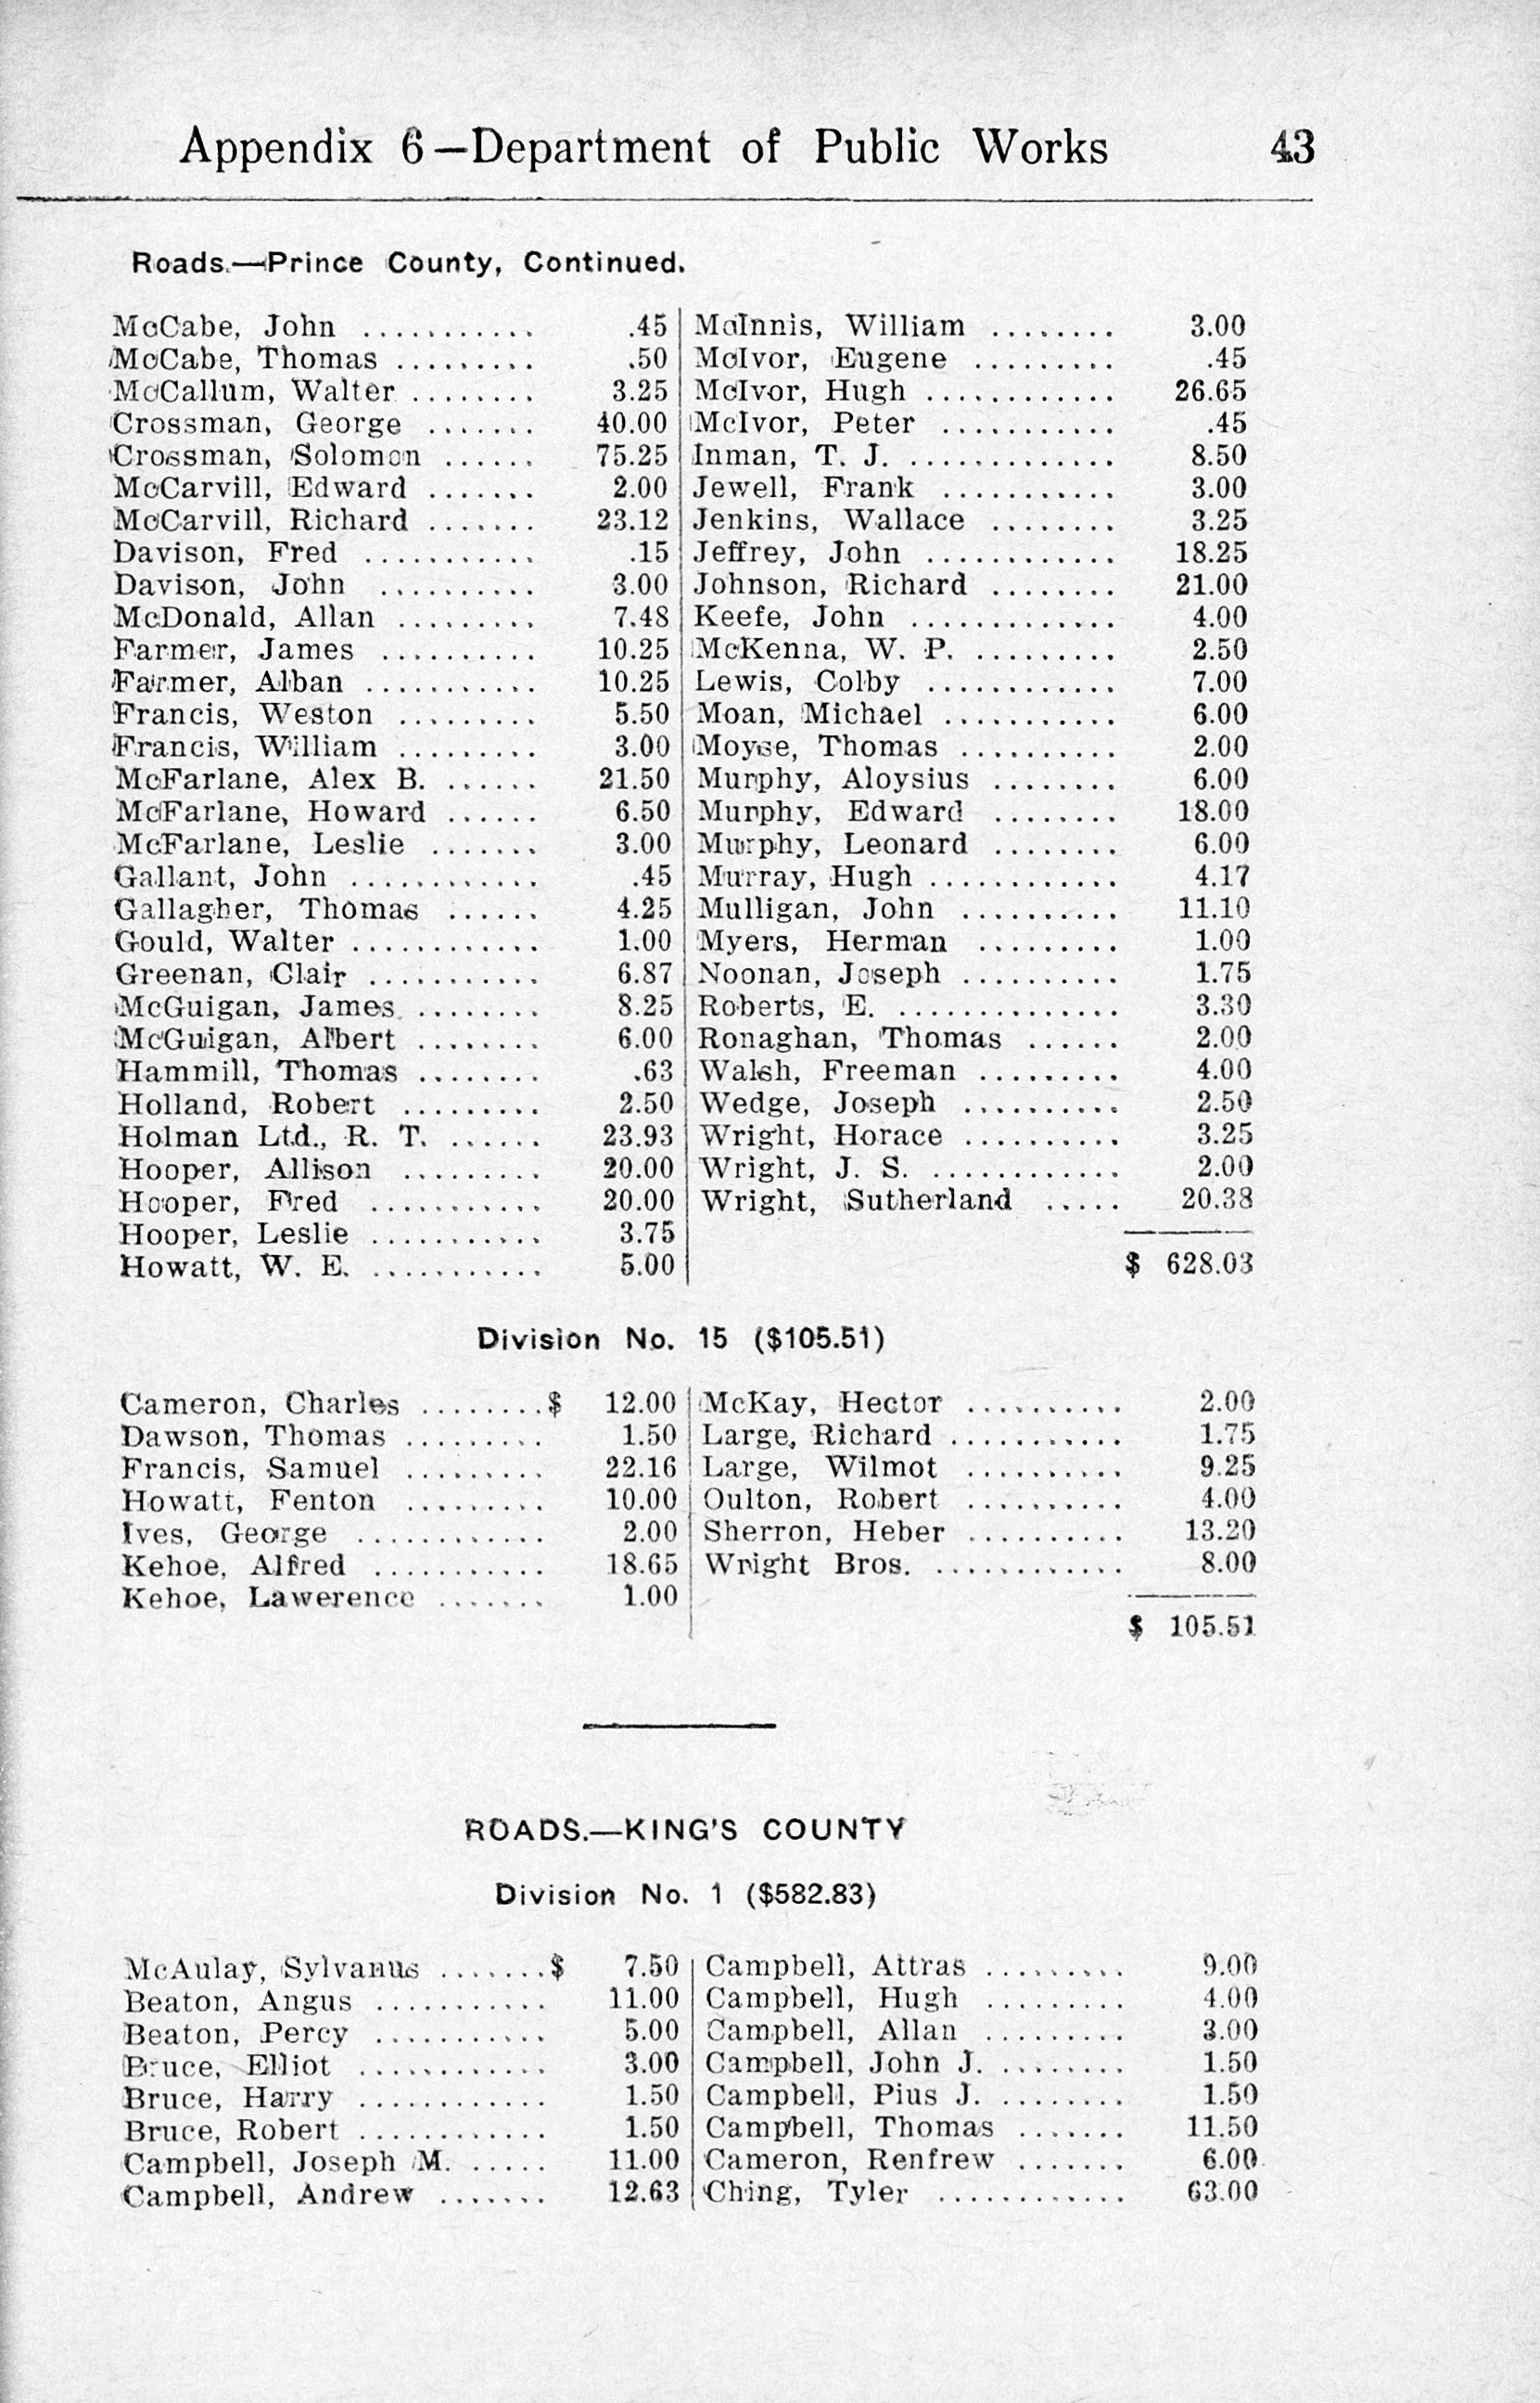 Appendix 6—Department of Public Works 43
Roads.—Prince County, Continued.
McCabe, John ........... .45
McCabe, Thomas ......... .50
McCallum, Walter ........ 3.25
Crossman, George ....... 40.00
Crossman, Solomon ...... 75.25
McCarvill, Edward ....... 2.00
McCarvill, Richard ....... 23.12
Davison, Fred ........... .15
Davison, John .......... 3.00
McDonald, Allan ......... 7.48
Farmer, James .......... 10.25
Farmer, Alban ........... 10.25
Francis, Weston ......... 5.50
Francis, William ......... 3.00
McFarlane, Alex B. ...... 21.50
McFarlane, Howard ...... 6.50
McFarlane, Leslie ....... 3.00
Gallant, John ............ .45
Gallagher, Thomas ...... 4.25
Gould, Walter ............ 1.00
Greenan, Clair ........... 6.87
McGuigan, James ........ 8.25
McGuigan, Albert ........ 6.00
Hammill, Thomas ........ .63
Holland, Robert ......... 2.50
Holman Ltd., R. T. ...... 23.93
Hooper, Allison ......... 20.00
Hooper, Fred ........... 20.00
Hooper, Leslie ........... 3.75
Howatt, W. E. ........... 5.00
McInnis, William ........ 3.00
McIvor, Eugene ......... .45
McIvor, Hugh ............ 26.65
McIvor, Peter ........... .45
Inman, T. J. ............. 8.50
Jewell, Frank ........... 3.00
Jenkins, Wallace ........ 3.25
Jeffrey, John ............ 18.25
Johnson, Richard ........ 21.00
Keefe, John ............. 4.00
McKenna, W. P. ......... 2.50
Lewis, Colby ............ 7.00
Moan, Michael ........... 6.00
Moyse, Thomas .......... 2.00
Murphy, Aloysius ........ 6.00
Murphy, Edward ........ 18.00
Murphy, Leonard ........ 6.00
Murray, Hugh ............ 4.17
Mulligan, John .......... 11.10
Myers, Herman ......... 1.00
Noonan, Joseph .......... 1.75
Roberts, E. .............. 3.30
Ronaghan, Thomas ...... 2.00
Walsh, Freeman ......... 4.00
Wedge, Joseph .......... 2.50
Wright, Horace .......... 3.25
Wright, J. S. ............ 2.00
Wright, Sutherland ..... 20.38
$ 628.03
Division No. 15 ($105.51)
Cameron, Charles ........$ 12.00
Dawson, Thomas ......... 1.50
Francis, Samuel ......... 22.16
Howatt, Fenton ......... 10.00
Ives, George ............ 2.00
Kehoe, Alfred ........... 18.65
Kehoe, Lawerence ....... 1.00
McKay, Hector .......... 2.00
Large, Richard ........... 1.75
Large, Wilmot .......... 9.25
Oulton, Robert .......... 4.00
Sherron, Heber .......... 13.20
Wright Bros. ............ 8.00
$ 105.51
ROADS.—KING'S COUNTY
Division No. 1 ($582.83)
McAulay, Sylvanus .......$ 7.50
Beaton, Angus ........... 11.00
Beaton, Percy ........... 5.00
Bruce, Elliot ............ 3.00
Bruce, Harry ............ 1.50
Bruce, Robert ............ 1.50
Campbell, Joseph M. ..... 11.00
Campbell, Andrew ....... 12.63
Campbell, Attras ......... 9.00
Campbell, Hugh ......... 4.00
Campbell, Allan ......... 3.00
Campbell, John J. ........ 1.50
Campbell, Pius J. ........ 1.50
Campbell, Thomas ....... 11.50
Cameron, Renfrew ....... 6.00
Ching, Tyler ............ 63.00